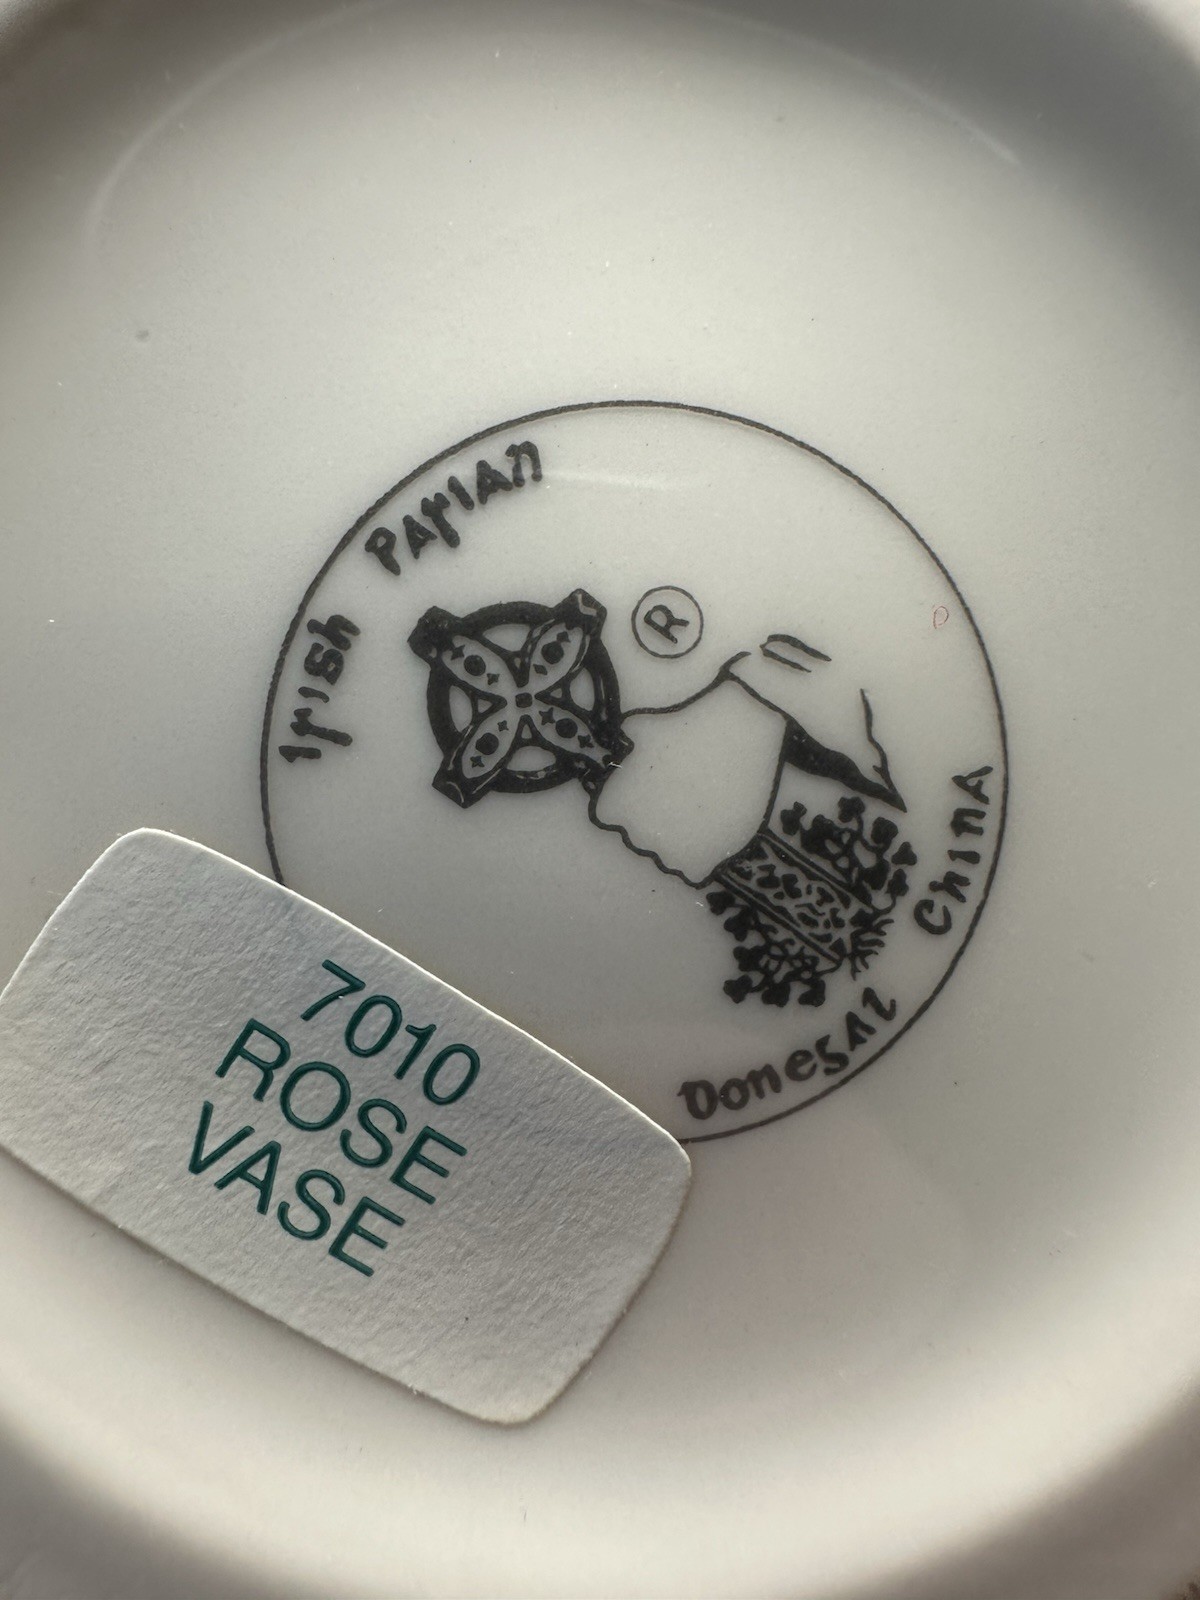 Irish Parian
®
Donegal China
7010
ROSE
VASE